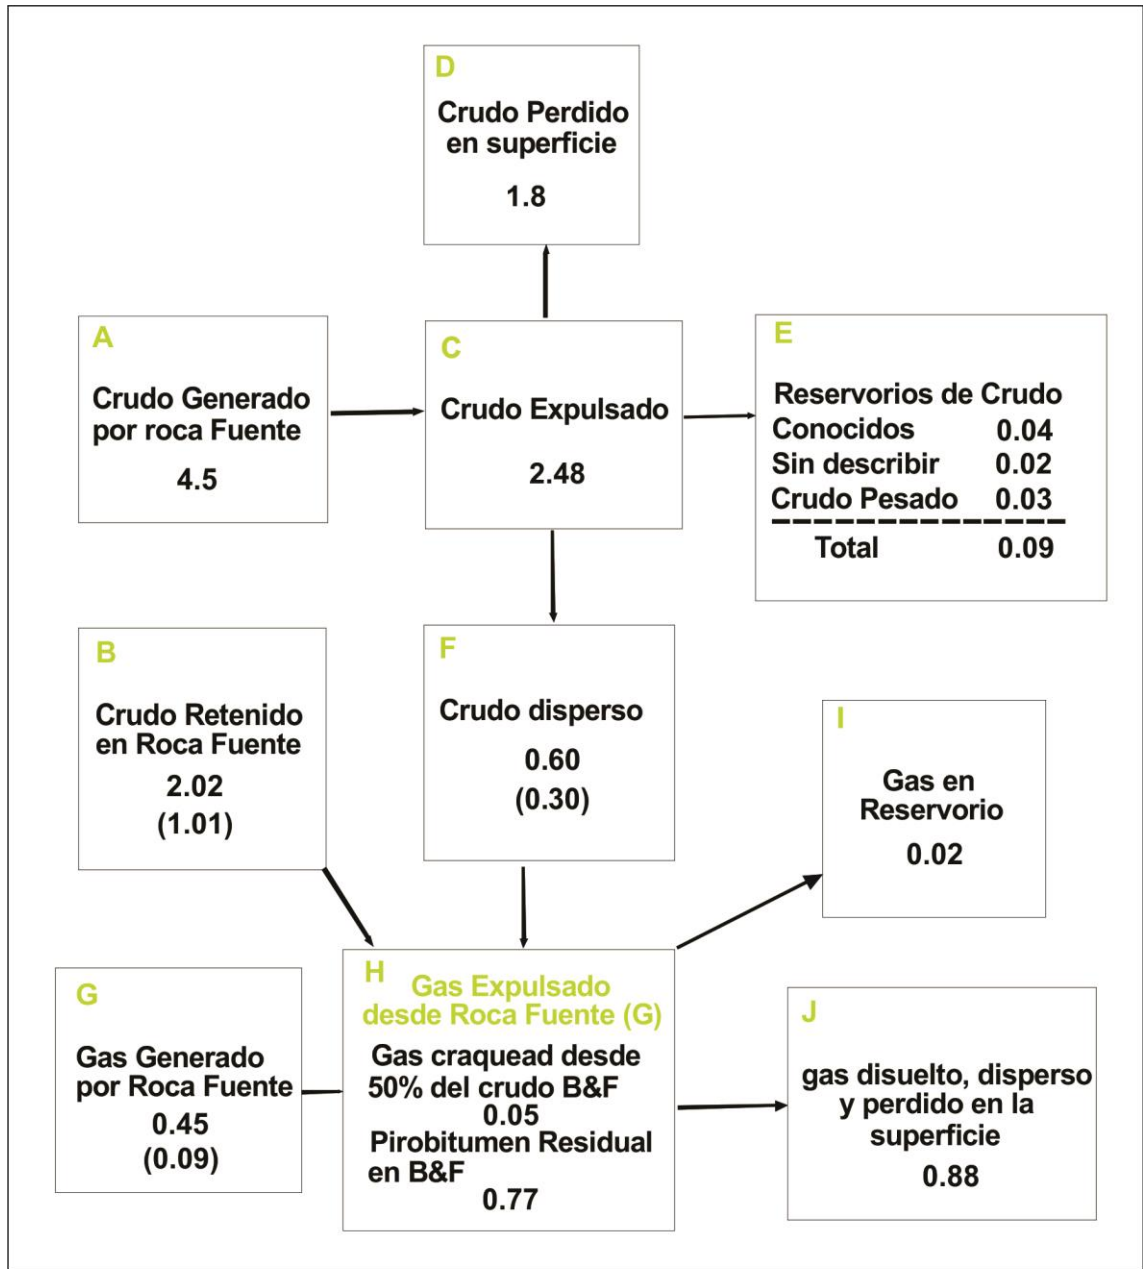 D
Crudo Perdido
en superficie
1.8
A
Crudo Generado
por roca Fuente
4.5
C
Crudo Expulsado
2.48
E
Reservorios de Crudo
Conocidos 0.04
Sin describir 0.02
Crudo Pesado 0.03
Total 0.09
B
Crudo Retenido
en Roca Fuente
2.02
(1.01)
F
Crudo disperso
0.60
(0.30)
I
Gas en
Reservorio
0.02
G
Gas Generado
por Roca Fuente
0.45
(0.09)
H
Gas Expulsado
desde Roca Fuente (G)
Gas craquead desde
50% del crudo B&F
0.05
Pirobitumen Residual
en B&F
0.77
J
gas disuelto, disperso
y perdido en la
superficie
0.88